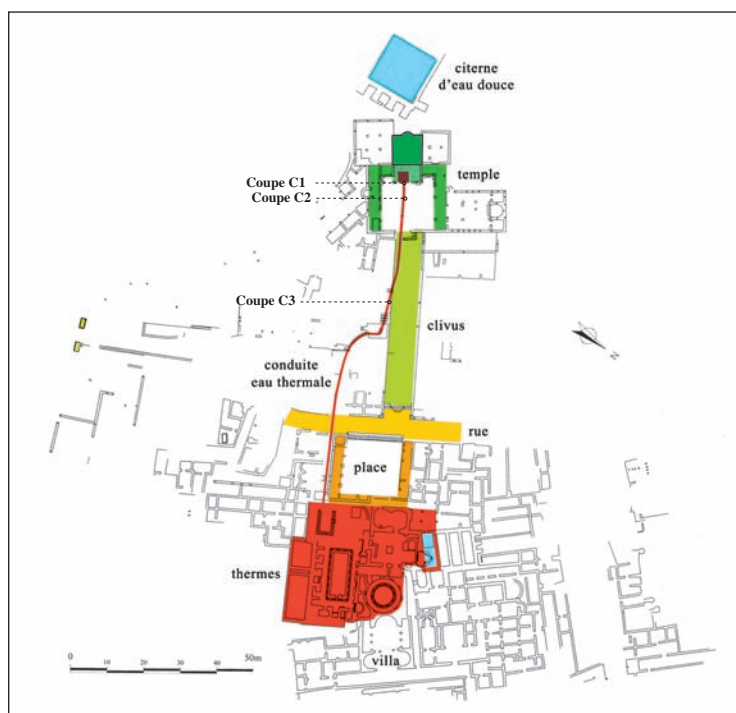 citerne
d'eau douce
Coupe C1
temple
Coupe C2
Coupe C3
clivus
N
conduite
eau thermale
rue
place
thermes
villa
0 10 20 30 40 50m